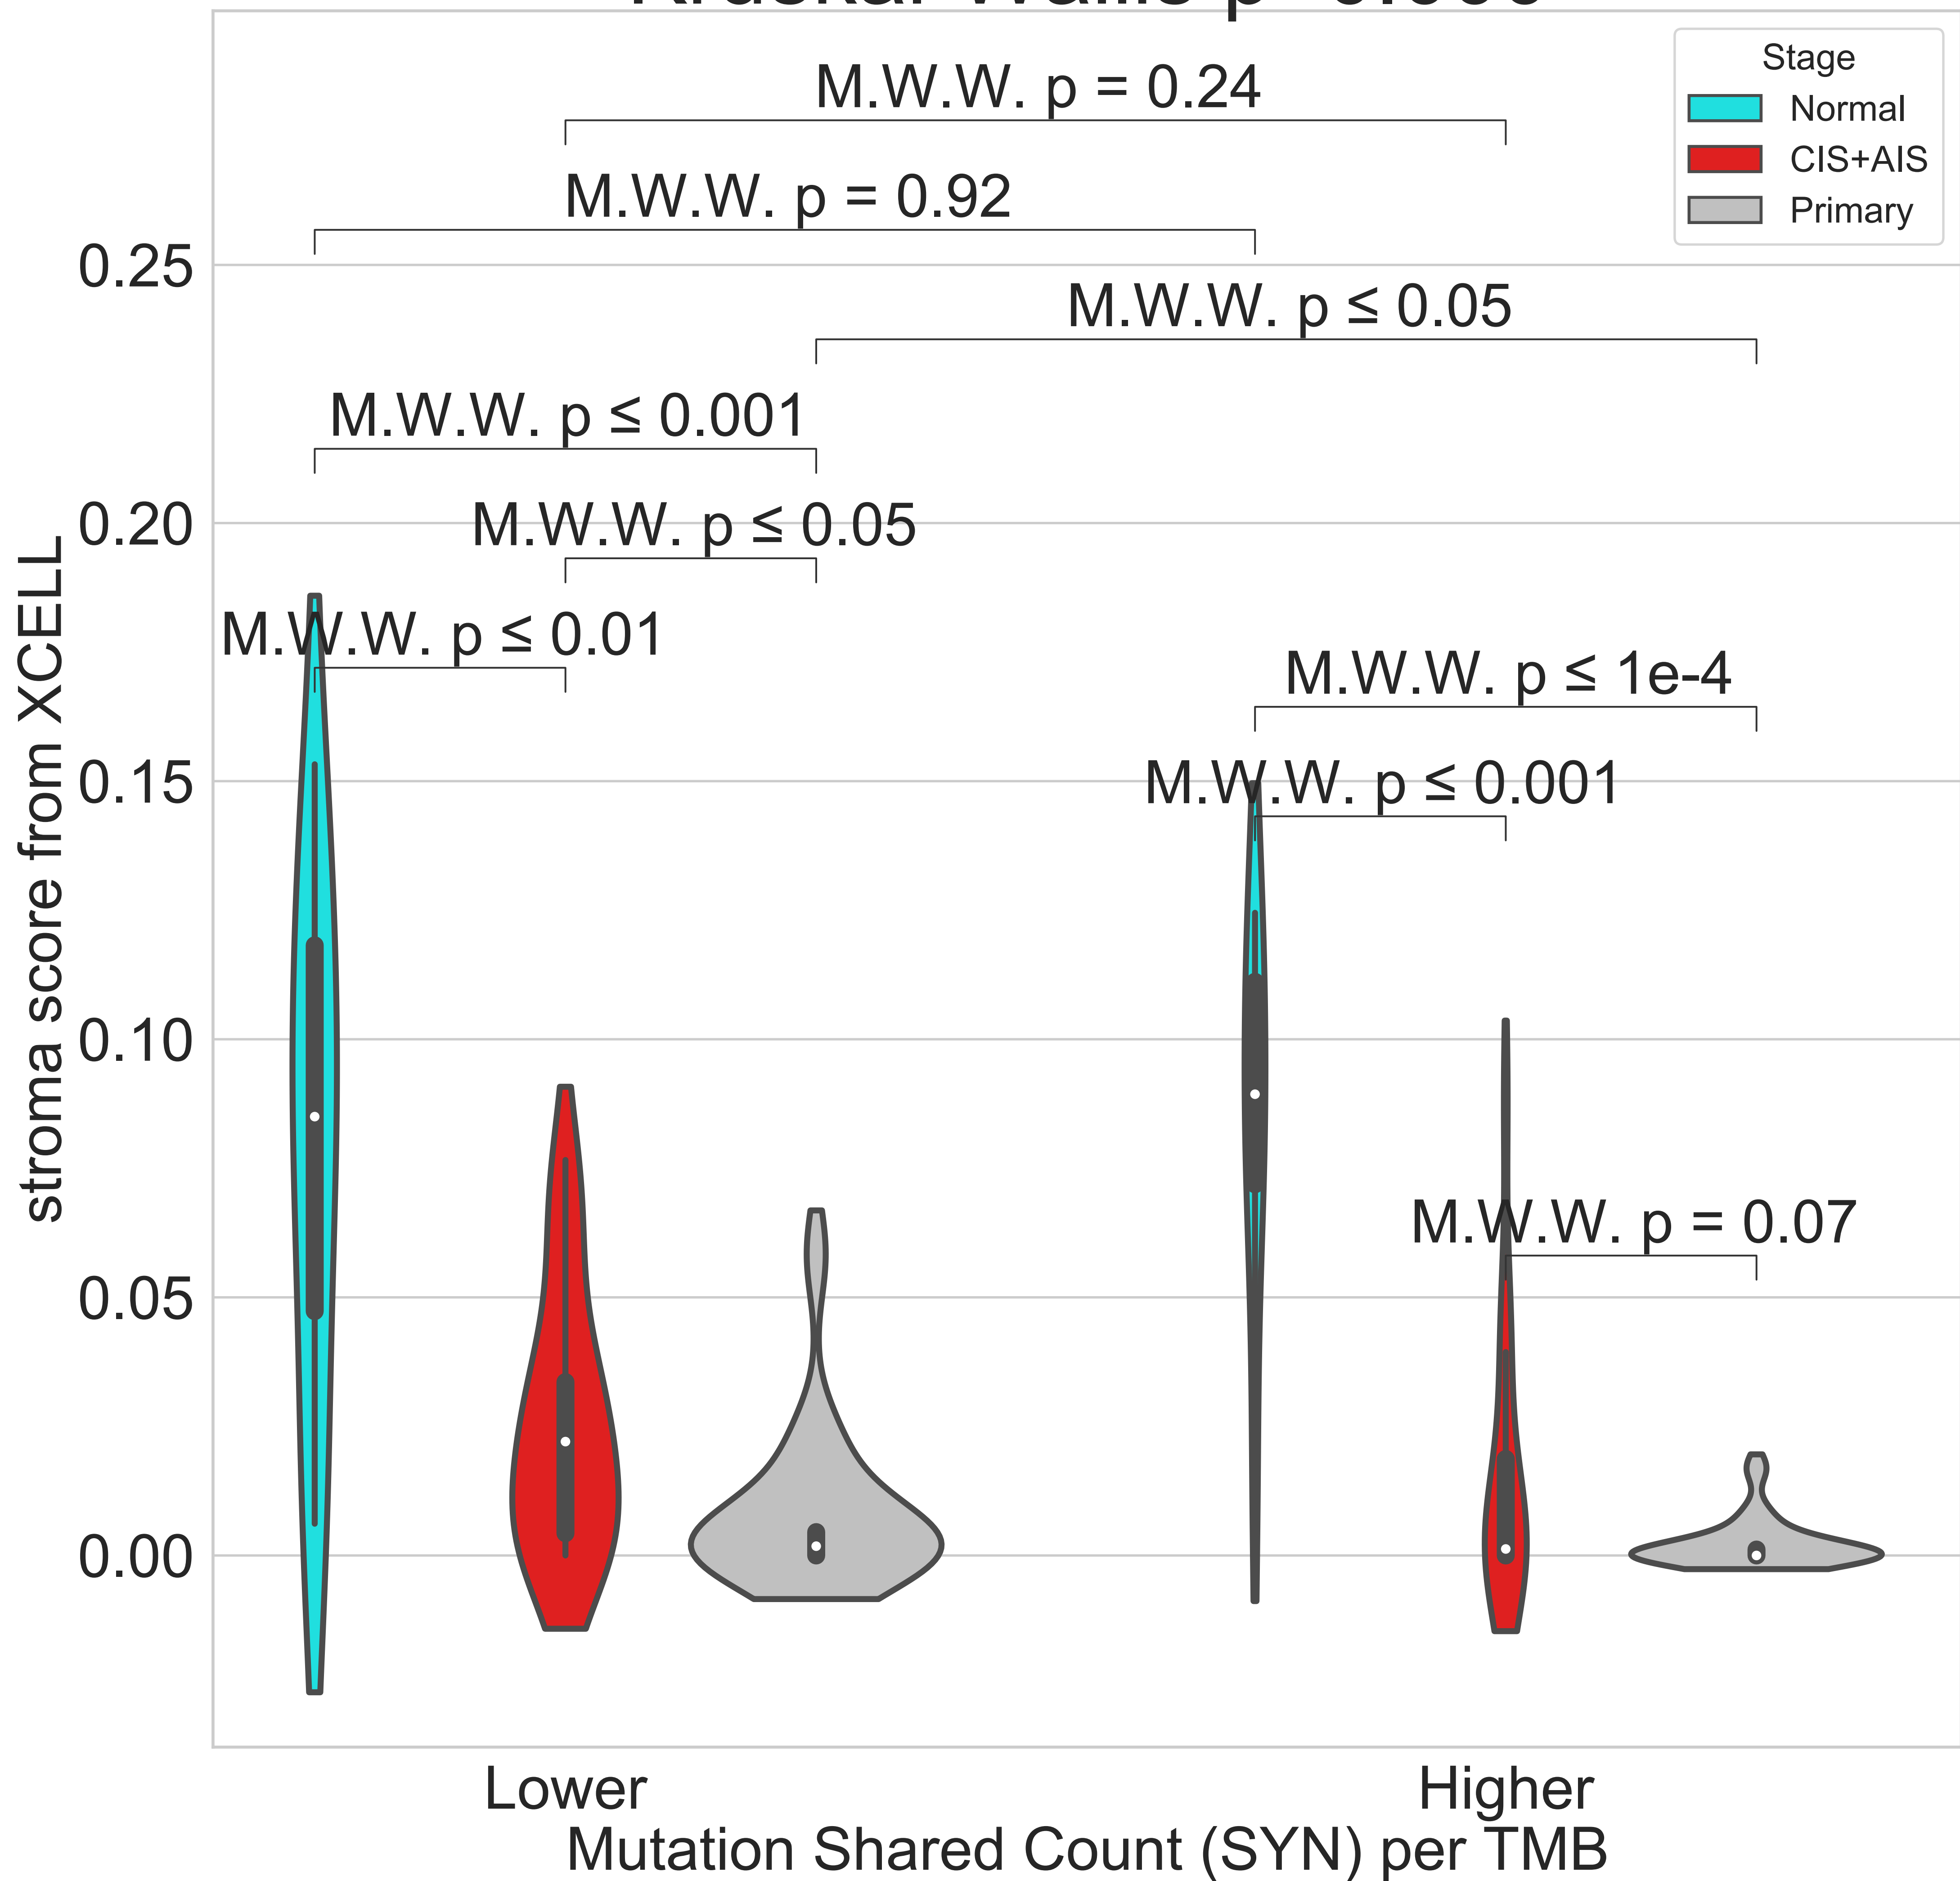 Stage
Normal
CIS+AIS
Primary
M.W.W. p = 0.24
M.W.W. p = 0.92
M.W.W. p ≤ 0.05
M.W.W. p ≤ 0.001
M.W.W. p ≤ 0.05
M.W.W. p ≤ 0.01
M.W.W. p ≤ 1e-4
M.W.W. p ≤ 0.001
M.W.W. p = 0.07
0.25
0.20
0.15
0.10
0.05
0.00
stroma score from XCELL
Lower
Higher
Mutation Shared Count (SYN) per TMB